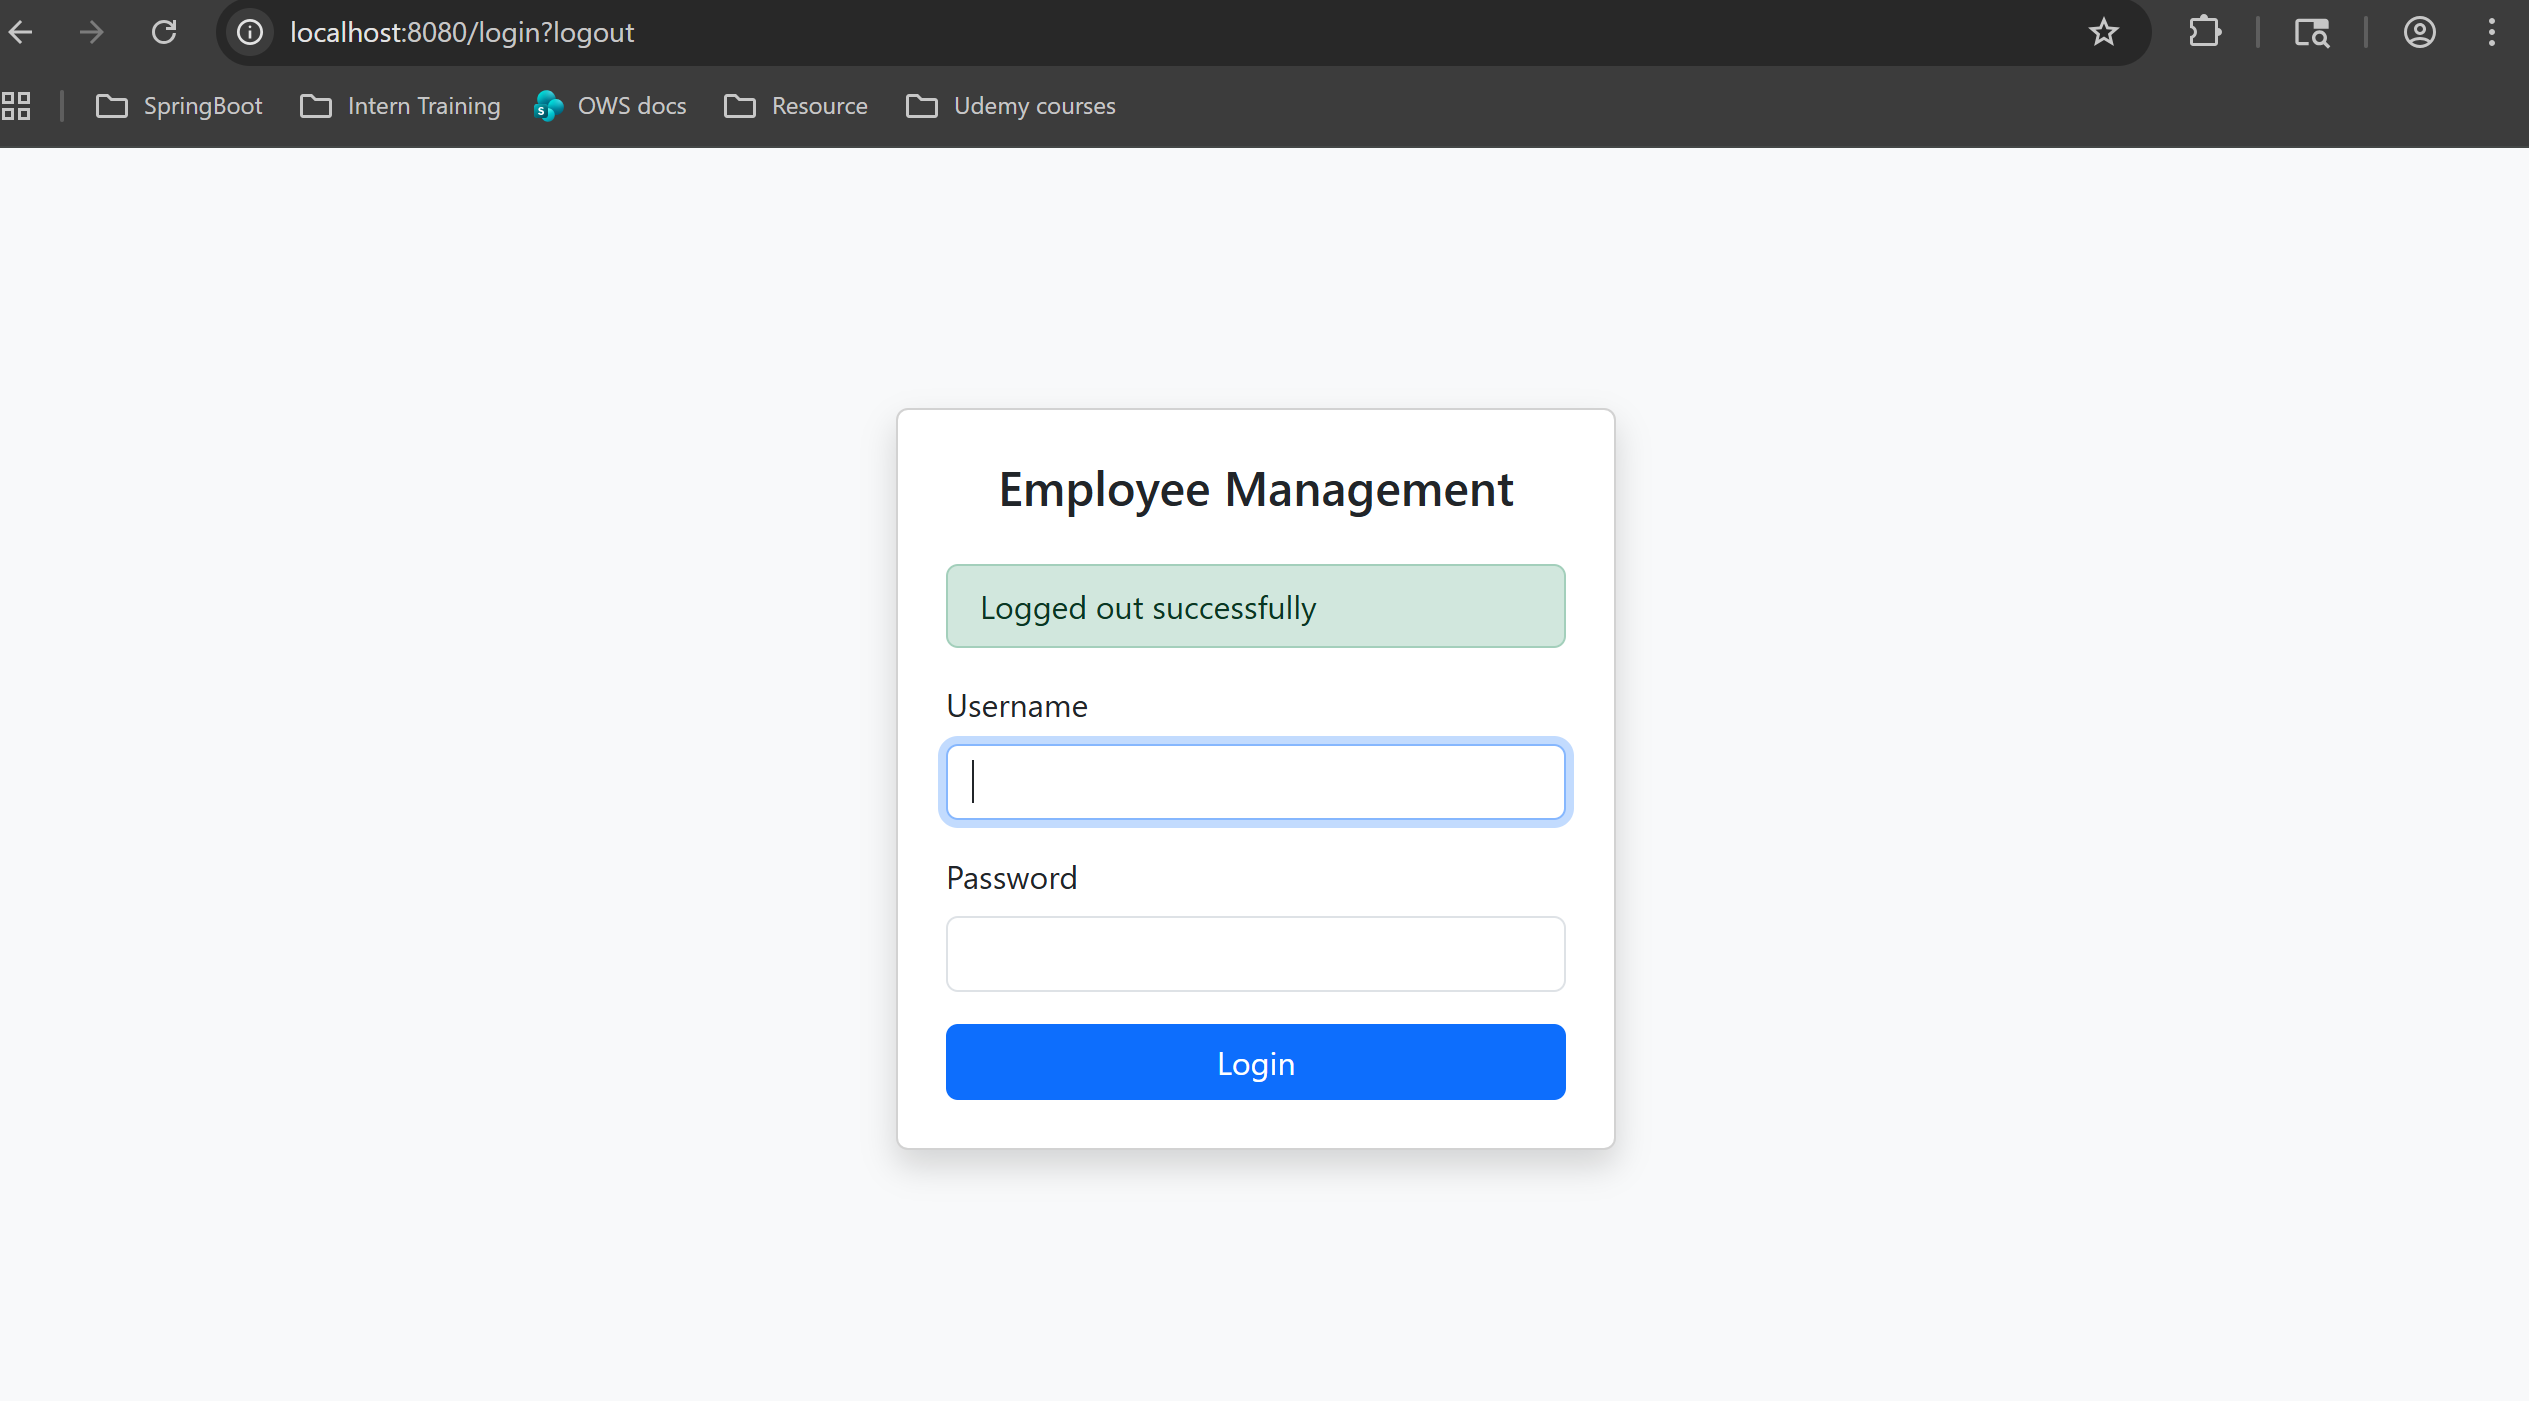 localhost:8080/login?logout
SpringBoot Intern Training OWS docs Resource Udemy courses
Employee Management
Logged out successfully
Username
Password
Login